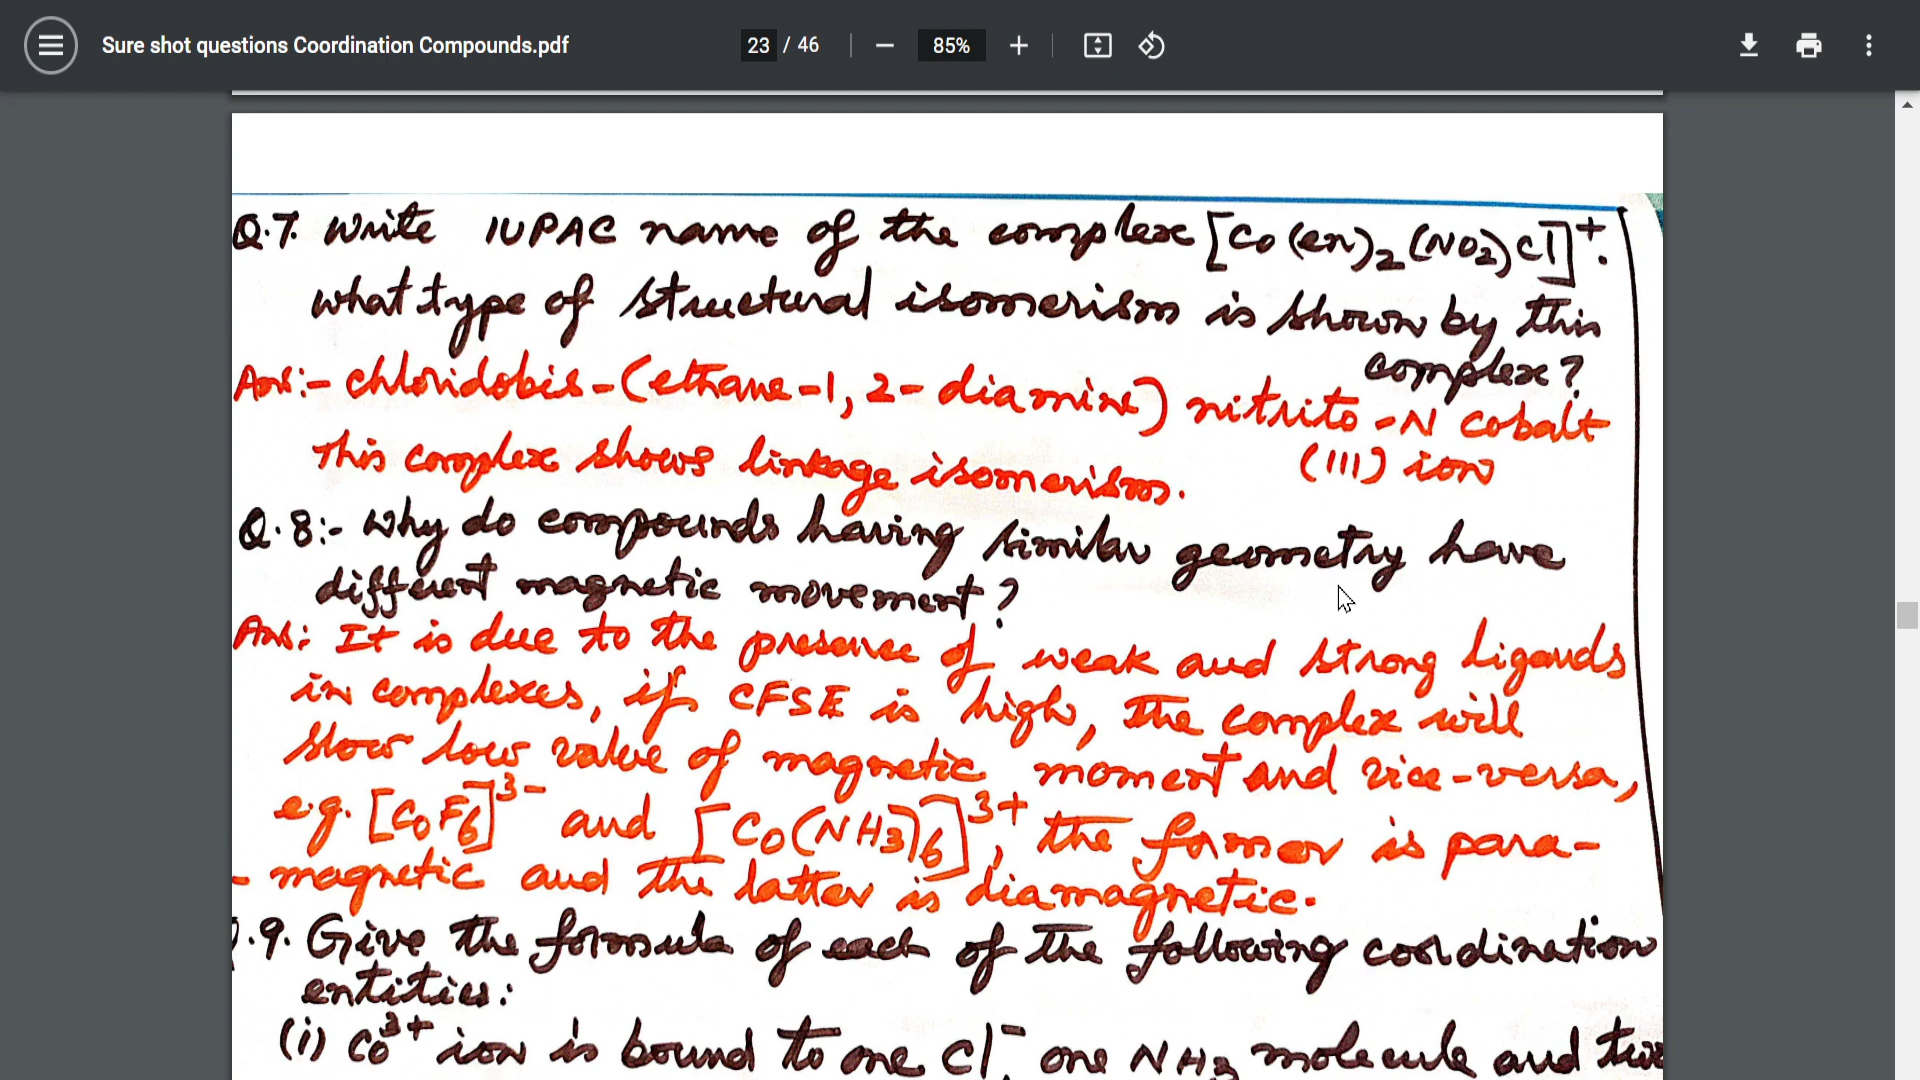 Sure shot questions Coordination Compounds.pdf
23 / 46
85%
Q.7. Write IUPAC name of the complex [Co(en)₂(NO₂)Cl]⁺.
what type of structural isomerism is shown by this
complex?
Ans:- chloridobis-(ethane-1, 2-diamine) nitrito-N cobalt
(III) ion
This complex shows linkage isomerism.
Q.8:- Why do compounds having similar geometry have
different magnetic movement?
Ans: It is due to the presence of weak and strong ligands
in complexes, if CFSE is high, the complex will
show low value of magnetic moment and vice-versa,
e.g. [CoF₆]³⁻ and [Co(NH₃)₆]³⁺, the former is para-
- magnetic and the latter is diamagnetic.
Q.9. Give the formula of each of the following coordination
entities:
(i) Co³⁺ ion is bound to one Cl⁻, one NH₃ molecule and two